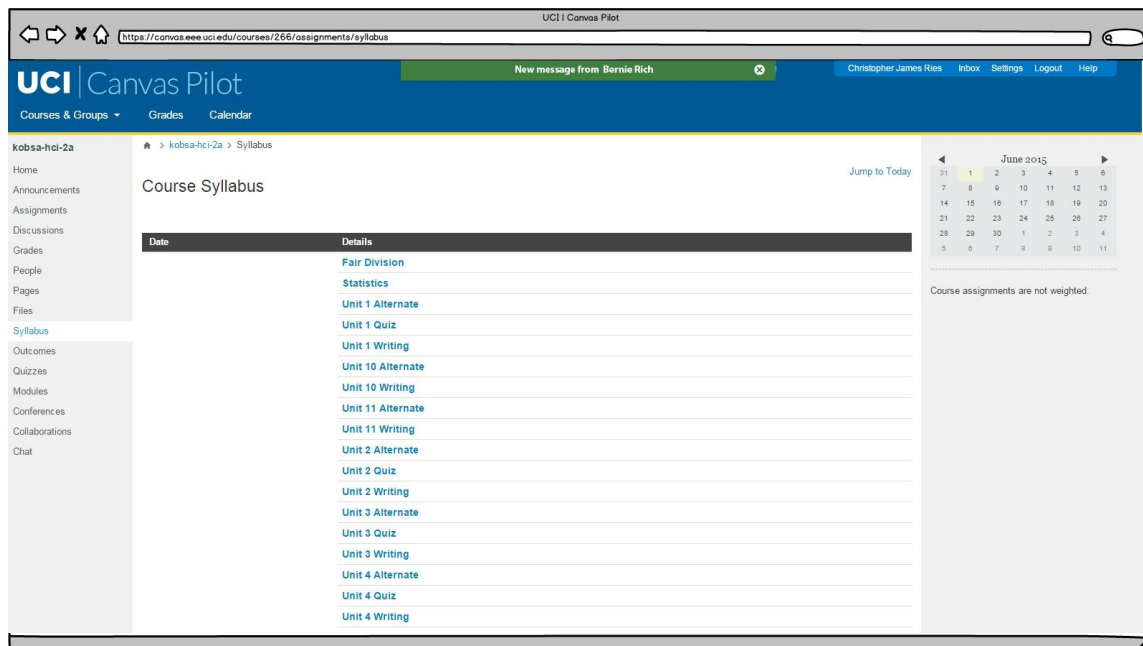 UCI | Canvas Pilot
https://canvas.eee.uci.edu/courses/266/assignments/syllabus
UCI | Canvas Pilot
New message from Bernie Rich
Christopher James Ries Inbox Settings Logout Help
Courses & Groups Grades Calendar
kobsa-hci-2a
Home
Announcements
Assignments
Discussions
Grades
People
Pages
Files
Syllabus
Outcomes
Quizzes
Modules
Conferences
Collaborations
Chat
> kobsa-hci-2a > Syllabus
Jump to Today
Course Syllabus
Date Details
Fair Division
Statistics
Unit 1 Alternate
Unit 1 Quiz
Unit 1 Writing
Unit 10 Alternate
Unit 10 Writing
Unit 11 Alternate
Unit 11 Writing
Unit 2 Alternate
Unit 2 Quiz
Unit 2 Writing
Unit 3 Alternate
Unit 3 Quiz
Unit 3 Writing
Unit 4 Alternate
Unit 4 Quiz
Unit 4 Writing
June 2015
31 1 2 3 4 5 6
7 8 9 10 11 12 13
14 15 16 17 18 19 20
21 22 23 24 25 26 27
28 29 30 1 2 3 4
5 6 7 8 9 10 11
Course assignments are not weighted.